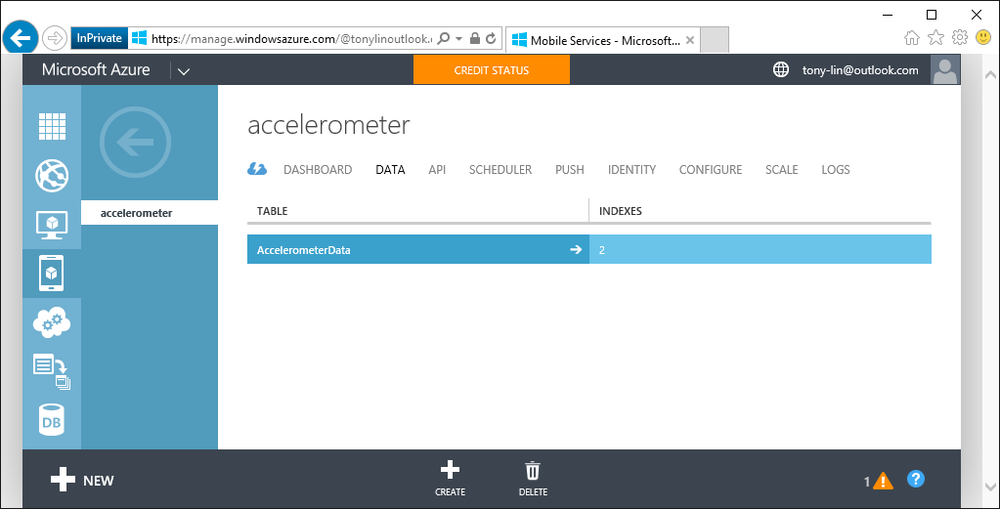 InPrivate https://manage.windowsazure.com/@tonylinoutlook. Mobile Services - Microsoft...
Microsoft Azure CREDIT STATUS tony-lin@outlook.com
accelerometer
accelerometer
DASHBOARD DATA API SCHEDULER PUSH IDENTITY CONFIGURE SCALE LOGS
TABLE INDEXES
AccelerometerData 2
DB
NEW CREATE DELETE 1 ?